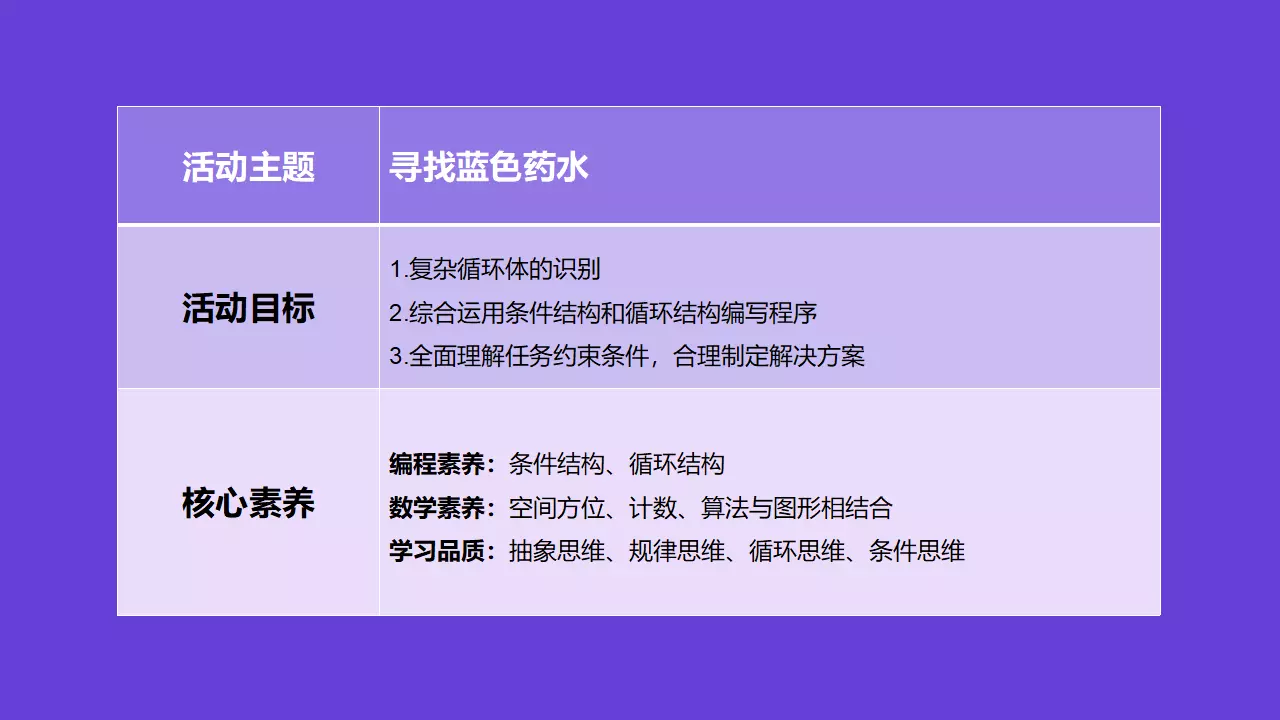 活动主题
寻找蓝色药水
活动目标
1.复杂循环体的识别
2.综合运用条件结构和循环结构编写程序
3.全面理解任务约束条件，合理制定解决方案
核心素养
编程素养：条件结构、循环结构
数学素养：空间方位、计数、算法与图形相结合
学习品质：抽象思维、规律思维、循环思维、条件思维